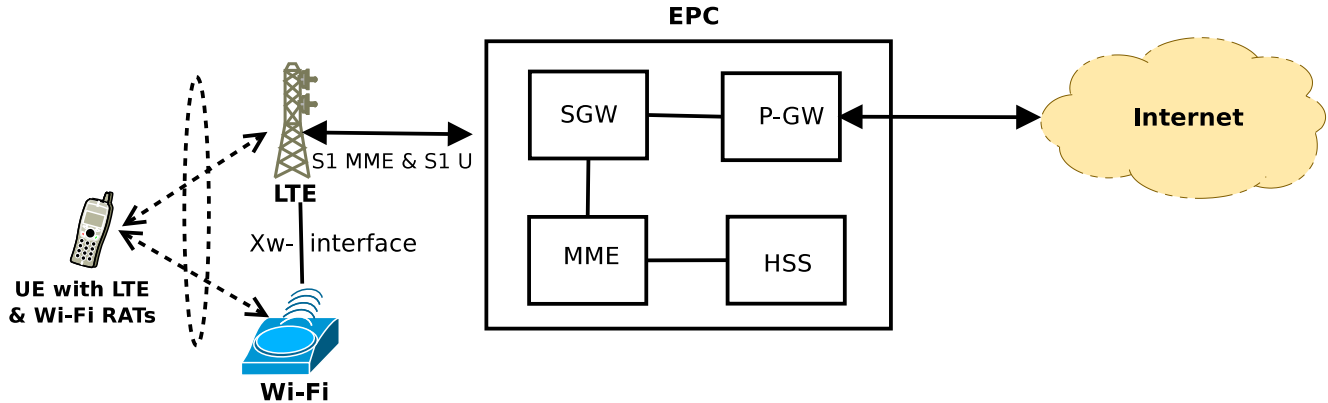 EPC
SGW
P-GW
Internet
S1 MME & S1 U
LTE
Xw- interface
MME
HSS
UE with LTE
& Wi-Fi RATs
Wi-Fi